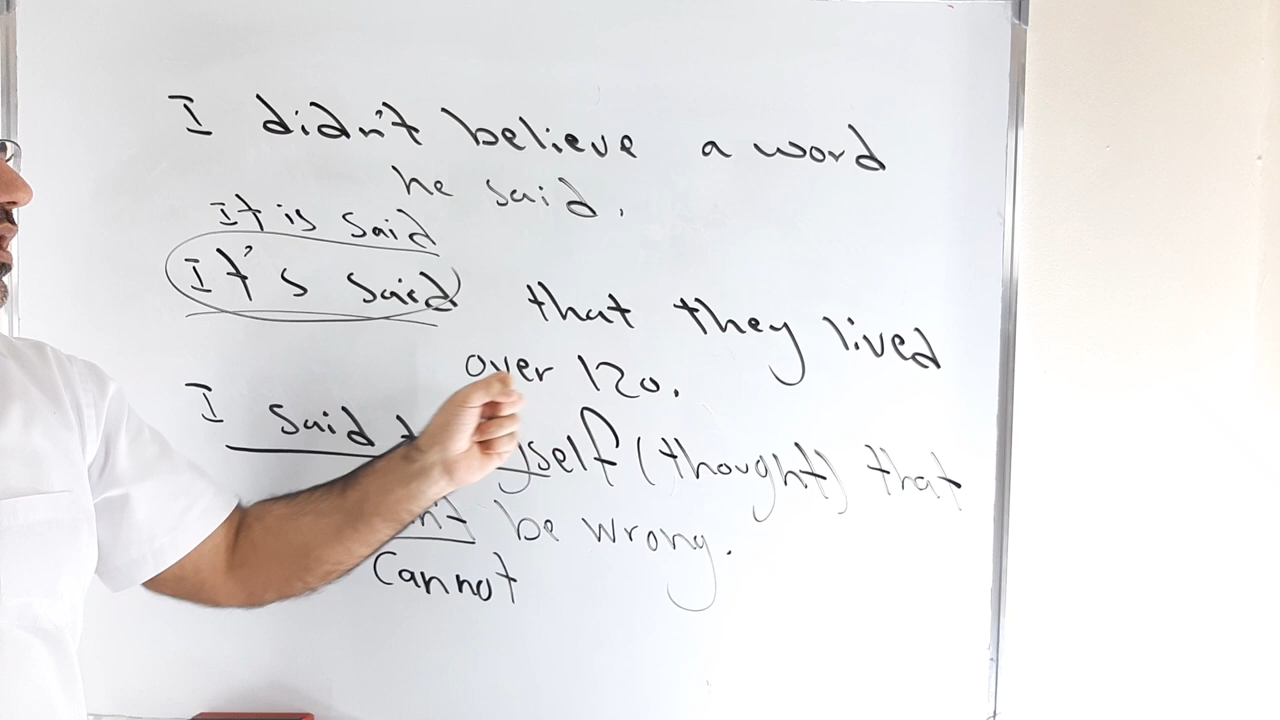 I didn't believe a word
he said.
It is said
It's said that they lived
over 120.
I said myself (thought) that
be wrong.
Cannot